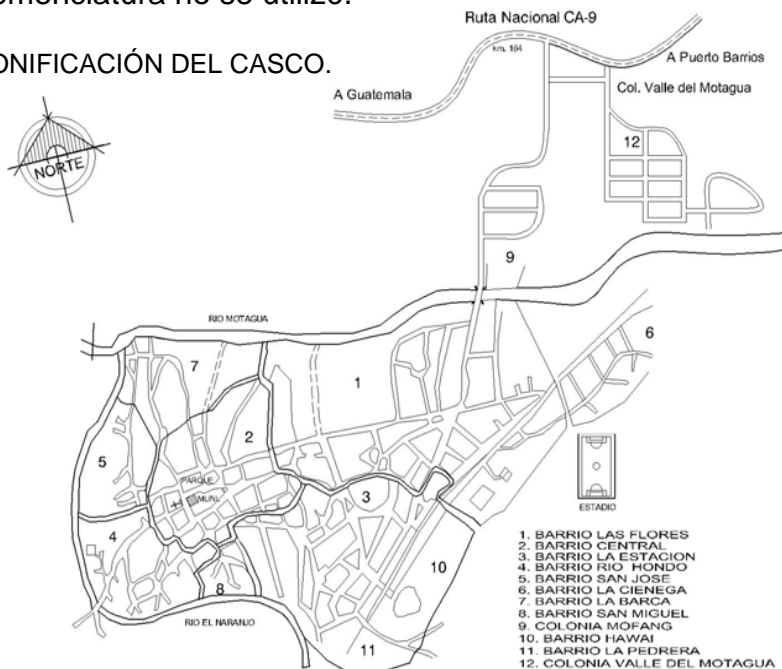 omenclatura no se utilizó.
ONIFICACIÓN DEL CASCO.
Ruta Nacional CA-9
km. 164
A Puerto Barrios
A Guatemala
Col. Valle del Motagua
12
NORTE
9
RIO MOTAGUA
6
7
1
2
5
PARQUE
MUNI.
3
ESTADIO
4
10
8
RIO EL NARANJO
11
1. BARRIO LAS FLORES
2. BARRIO CENTRAL
3. BARRIO LA ESTACION
4. BARRIO RIO HONDO
5. BARRIO SAN JOSE
6. BARRIO LA CIENEGA
7. BARRIO LA BARCA
8. BARRIO SAN MIGUEL
9. COLONIA MOFANG
10. BARRIO HAWAI
11. BARRIO LA PEDRERA
12. COLONIA VALLE DEL MOTAGUA